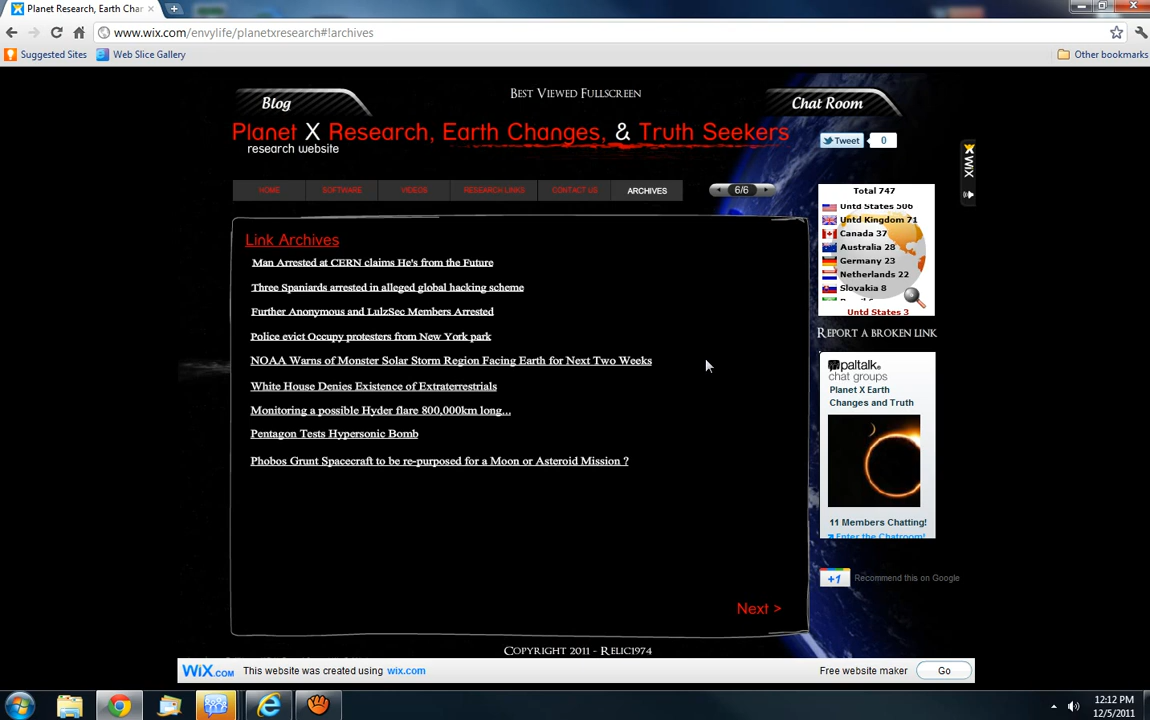 Planet Research, Earth Char
www.wix.com/envylife/planetxresearch#!archives
Suggested Sites
Web Slice Gallery
Other bookmarks
Best Viewed Fullscreen
Blog
Chat Room
Planet X Research, Earth Changes, & Truth Seekers
research website
Tweet
0
WIX
HOME
SOFTWARE
VIDEOS
RESEARCH LINKS
CONTACT US
ARCHIVES
6/6
Total 747
Untd States 506
Untd Kingdom 71
Canada 37
Australia 28
Germany 23
Netherlands 22
Slovakia 8
Untd States 3
Link Archives
Man Arrested at CERN claims He's from the Future
Three Spaniards arrested in alleged global hacking scheme
Further Anonymous and LulzSec Members Arrested
Police evict Occupy protesters from New York park
NOAA Warns of Monster Solar Storm Region Facing Earth for Next Two Weeks
White House Denies Existence of Extraterrestrials
Monitoring a possible Hyder flare 800,000km long...
Pentagon Tests Hypersonic Bomb
Phobos Grunt Spacecraft to be re-purposed for a Moon or Asteroid Mission ?
Next >
Report a broken link
paltalk
chat groups
Planet X Earth
Changes and Truth
11 Members Chatting!
Enter the Chatroom!
+1
Recommend this on Google
Copyright 2011 - Relic1974
WiX.com
This website was created using wix.com
Free website maker
Go
12:12 PM
12/5/2011